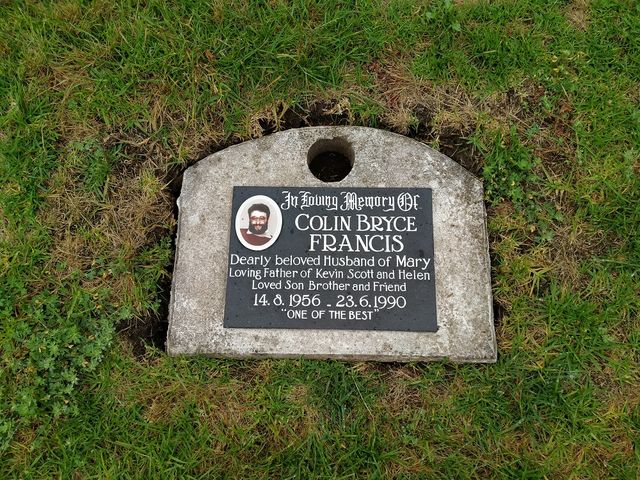 In Loving Memory Of
COLIN BRYCE
FRANCIS
Dearly beloved Husband of Mary
Loving Father of Kevin Scott and Helen
Loved Son Brother and Friend
14.8.1956 - 23.6.1990
"ONE OF THE BEST"